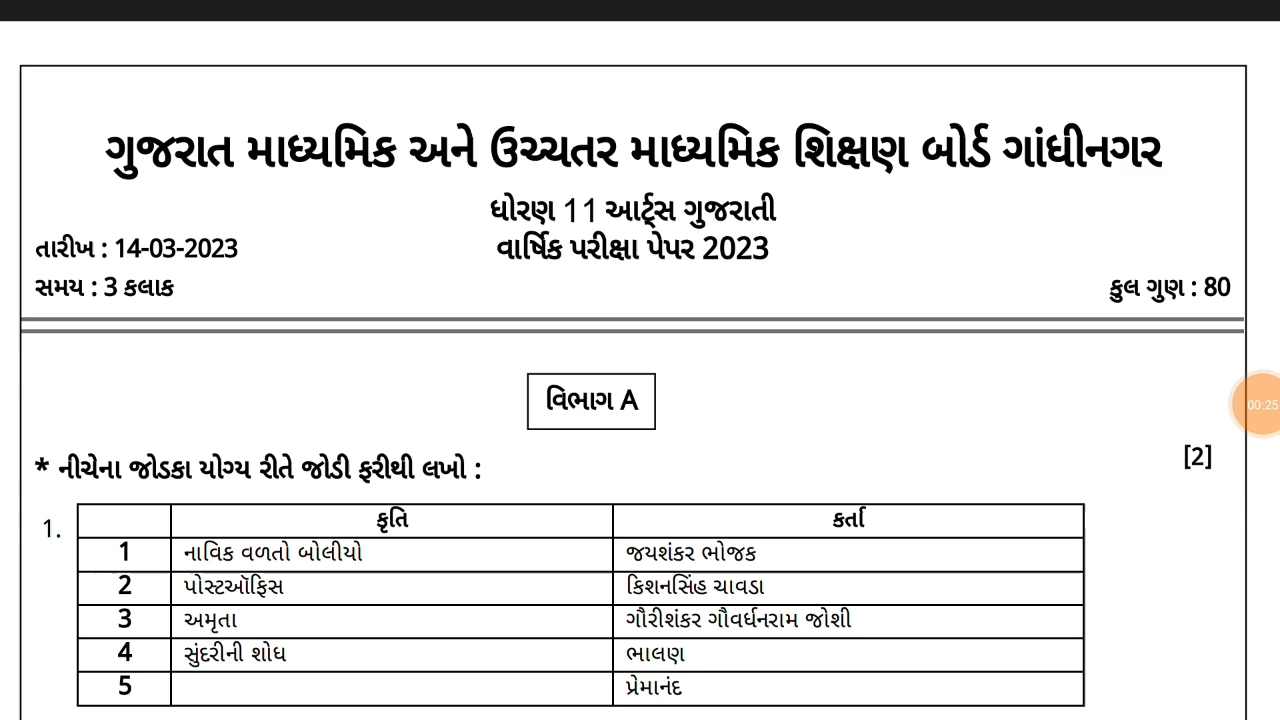 ગુજરાત માધ્યમિક અને ઉચ્ચતર માધ્યમિક શિક્ષણ બોર્ડ ગાંધીનગર
ધોરણ 11 આર્ટ્સ ગુજરાતી
તારીખ : 14-03-2023 વાર્ષિક પરીક્ષા પેપર 2023
સમય : 3 કલાક કુલ ગુણ : 80
વિભાગ A
00:25
* નીચેના જોડકા યોગ્ય રીતે જોડી ફરીથી લખો : [2]
1. કૃતિ કર્તા
1 નાવિક વળતો બોલીયો જયશંકર ભોજક
2 પોસ્ટઑફિસ કિશનસિંહ ચાવડા
3 અમૃતા ગૌરીશંકર ગૌવર્ધનરામ જોશી
4 સુંદરીની શોધ ભાલણ
5 પ્રેમાનંદ